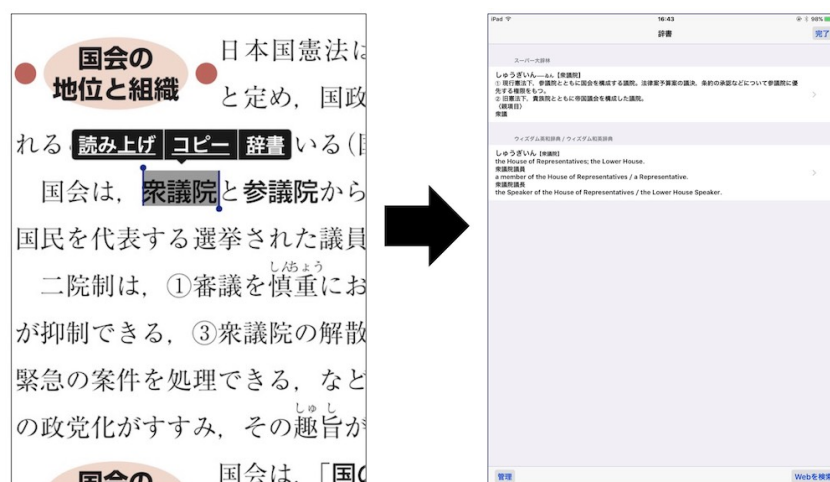 国会の
地位と組織
日本国憲法は
と定め，国政
れる
読み上げ コピー 辞書
いる（国
国会は，衆議院と参議院から
国民を代表する選挙された議員
しんちょう
二院制は，①審議を慎重にお
が抑制できる，③衆議院の解散
緊急の案件を処理できる，など
しゅ し
の政党化がすすみ，その趣旨が
国会の
国会は，「国の
iPad 16:43 98%
辞書 完了
スーパー大辞林
しゅうぎいん——ゐん【衆議院】
① 現行憲法下，参議院とともに国会を構成する議院。法律案予算案の議決，条約の承認などについて参議院に優
先する権限をもつ。
② 旧憲法下，貴族院とともに帝国議会を構成した議院。
（親項目）
衆議
ウィズダム英和辞典 / ウィズダム和英辞典
しゅうぎいん【衆議院】
the House of Representatives; the Lower House.
衆議院議員
a member of the House of Representatives / a Representative.
衆議院議長
the Speaker of the House of Representatives / the Lower House Speaker.
管理 Webを検索